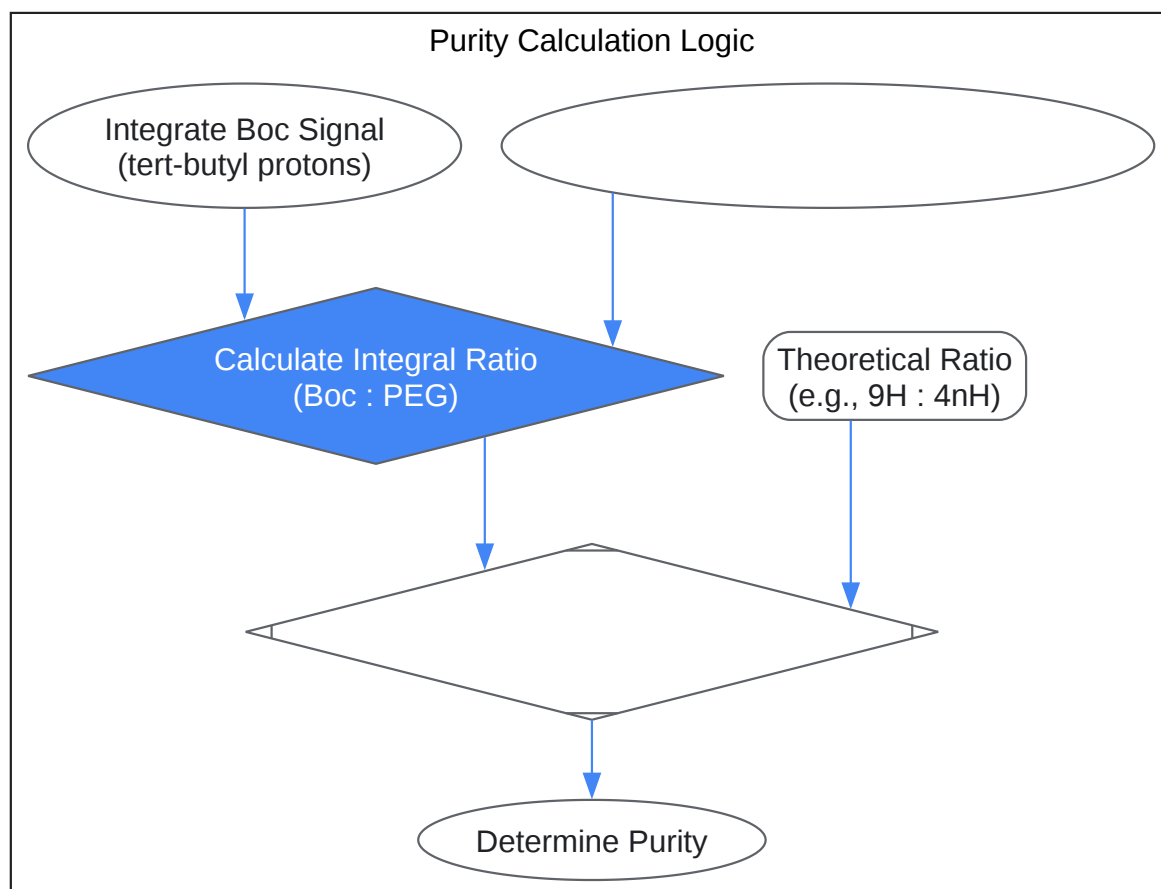 Purity Calculation Logic
Integrate Boc Signal
(tert-butyl protons)
Calculate Integral Ratio
(Boc : PEG)
Theoretical Ratio
(e.g., 9H : 4nH)
Determine Purity